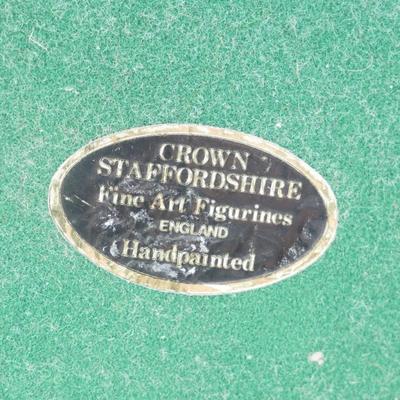 CROWN
STAFFORDSHIRE
Fine Art Figurines
ENGLAND
Handpainted